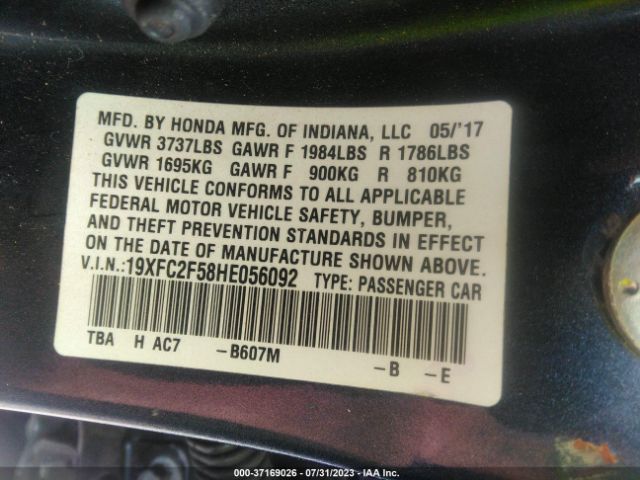 MFD. BY HONDA MFG. OF INDIANA, LLC 05/'17
GVWR 3737LBS GAWR F 1984LBS R 1786LBS
GVWR 1695KG GAWR F 900KG R 810KG
THIS VEHICLE CONFORMS TO ALL APPLICABLE
FEDERAL MOTOR VEHICLE SAFETY, BUMPER,
AND THEFT PREVENTION STANDARDS IN EFFECT
ON THE DATE OF MANUFACTURE SHOWN ABOVE.
V.I.N.:19XFC2F58HE056092 TYPE: PASSENGER CAR
TBA H AC7 -B607M -B -E
000-37169026 - 07/31/2023 - IAA Inc.